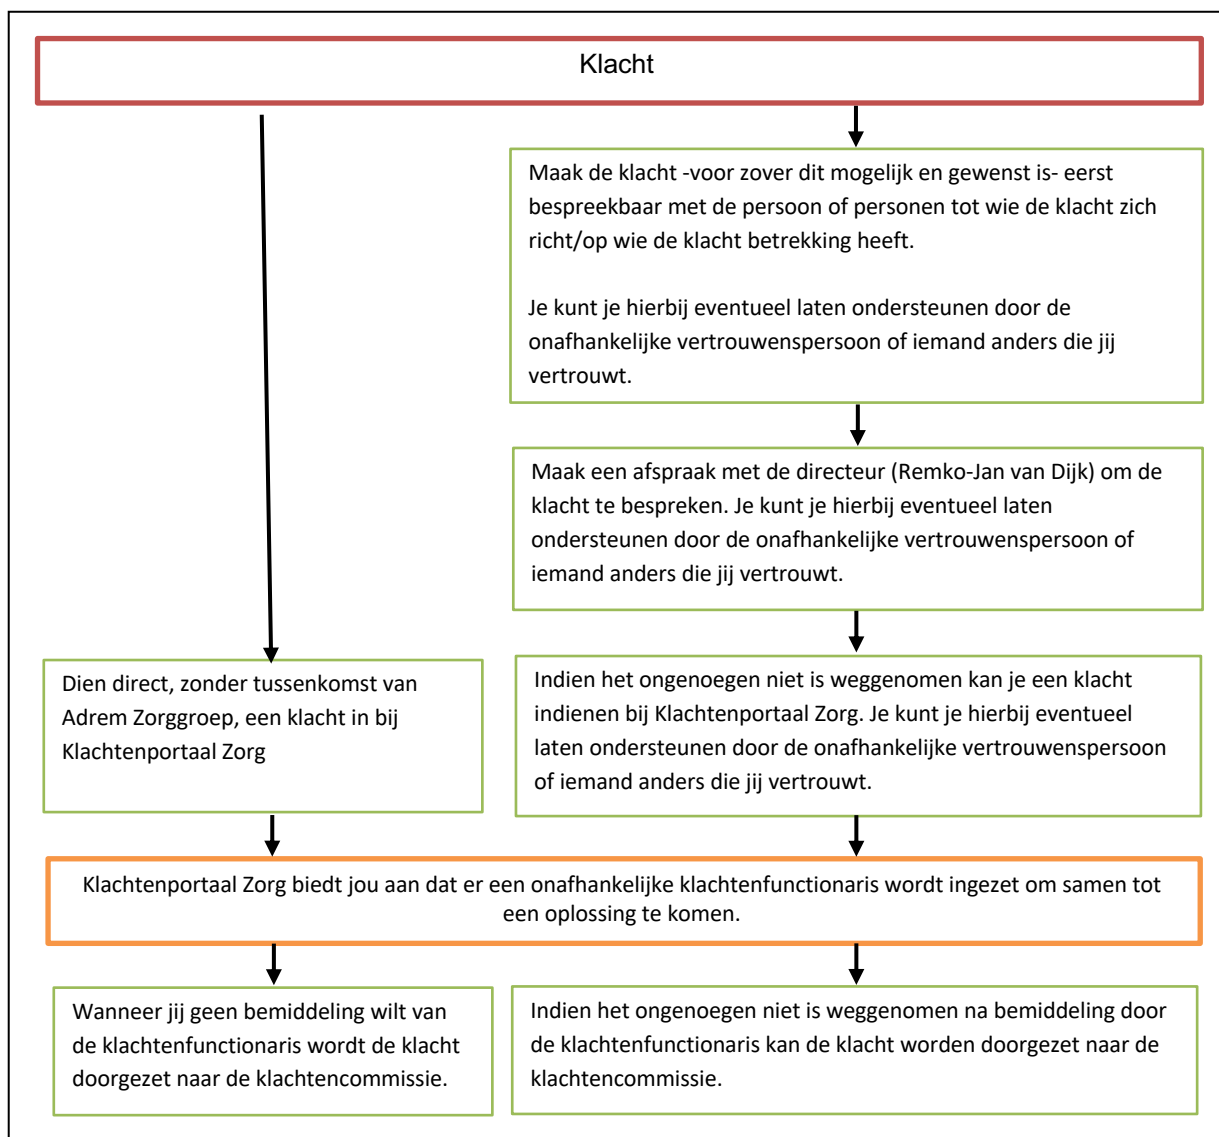 Klacht
Maak de klacht -voor zover dit mogelijk en gewenst is- eerst
bespreekbaar met de persoon of personen tot wie de klacht zich
richt/op wie de klacht betrekking heeft.
Je kunt je hierbij eventueel laten ondersteunen door de
onafhankelijke vertrouwenspersoon of iemand anders die jij
vertrouwt.
Maak een afspraak met de directeur (Remko-Jan van Dijk) om de
klacht te bespreken. Je kunt je hierbij eventueel laten
ondersteunen door de onafhankelijke vertrouwenspersoon of
iemand anders die jij vertrouwt.
Dien direct, zonder tussenkomst van
Adrem Zorggroep, een klacht in bij
Klachtenportaal Zorg
Indien het ongenoegen niet is weggenomen kan je een klacht
indienen bij Klachtenportaal Zorg. Je kunt je hierbij eventueel
laten ondersteunen door de onafhankelijke vertrouwenspersoon
of iemand anders die jij vertrouwt.
Klachtenportaal Zorg biedt jou aan dat er een onafhankelijke klachtenfunctionaris wordt ingezet om samen tot
een oplossing te komen.
Wanneer jij geen bemiddeling wilt van
de klachtenfunctionaris wordt de klacht
doorgezet naar de klachtencommissie.
Indien het ongenoegen niet is weggenomen na bemiddeling door
de klachtenfunctionaris kan de klacht worden doorgezet naar de
klachtencommissie.